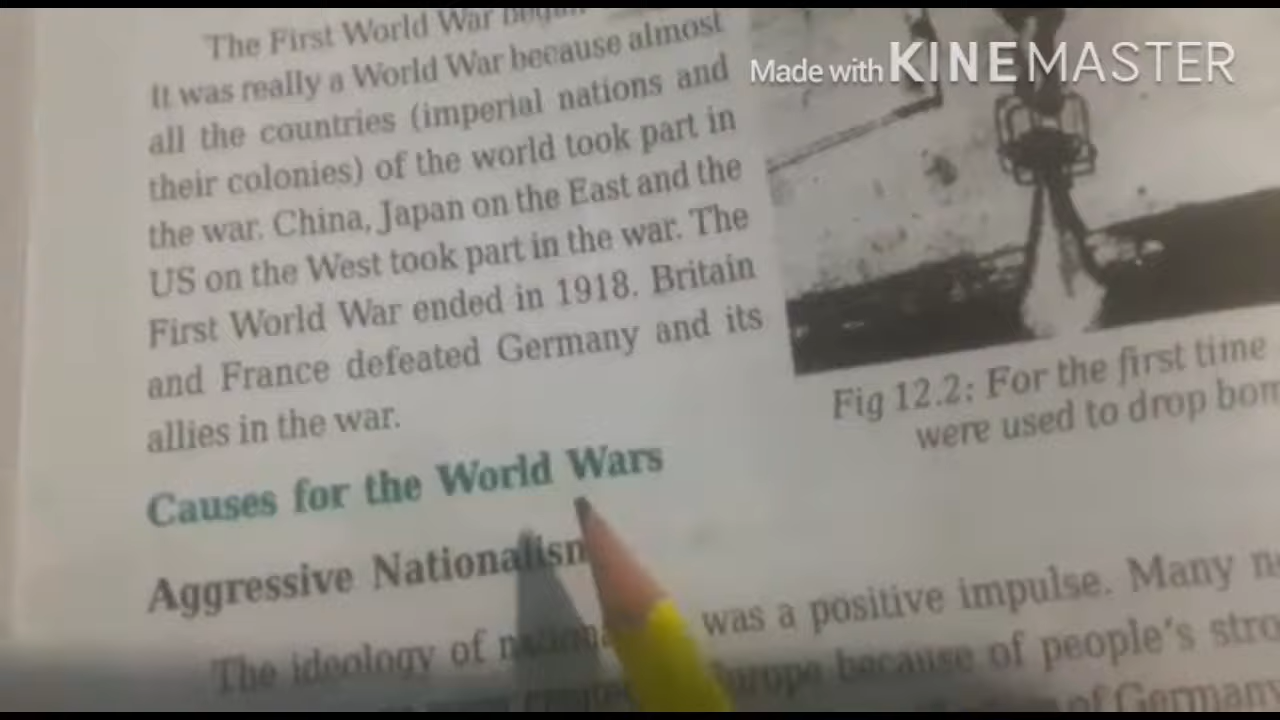 Made with KINEMASTER
The First World War began
It was really a World War because almost
all the countries (imperial nations and
their colonies) of the world took part in
the war. China, Japan on the East and the
US on the West took part in the war. The
First World War ended in 1918. Britain
and France defeated Germany and its
allies in the war.
Fig 12.2: For the first time
were used to drop
Causes for the World Wars
Aggressive Nationalism
The ideology of was a positive impulse. Many
Europe because of people's
of Germany